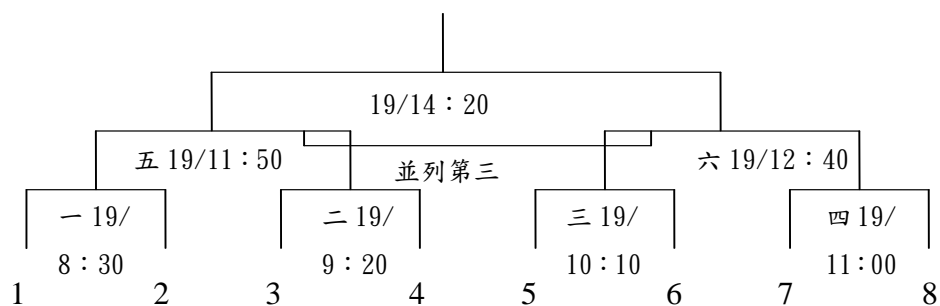 19/14：20
五 19/11：50
並列第三
六 19/12：40
一 19/
8：30
二 19/
9：20
三 19/
10：10
四 19/
11:00
1 2 3 4 5 6 7 8